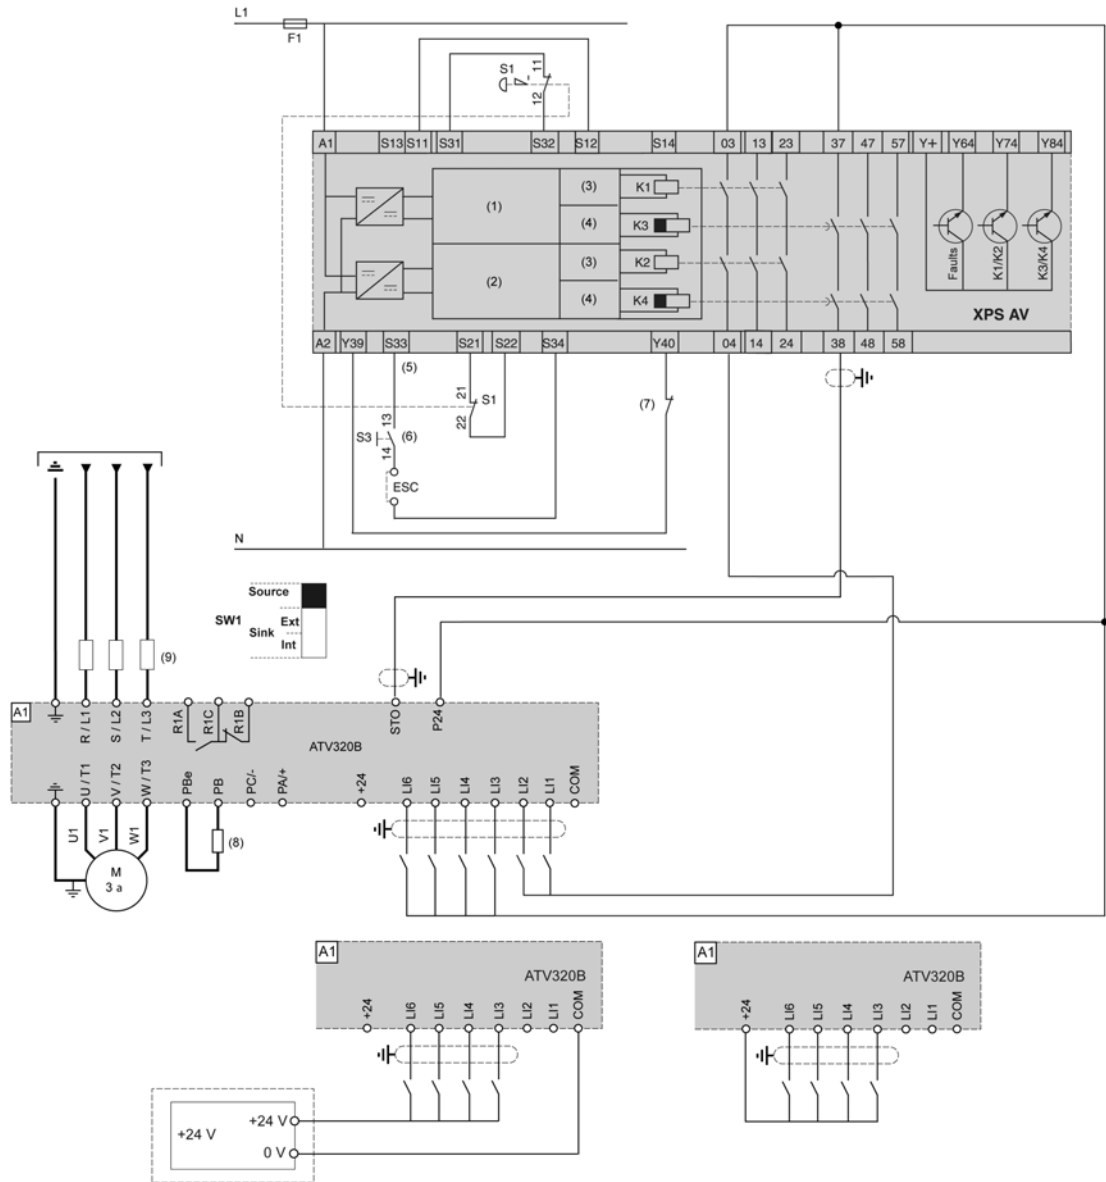 L1
F1
S1
11
12
A1 S13 S11 S31 S32 S12 S14 03 13 23 37 47 57 Y+ Y64 Y74 Y84
(1)
(3)
K1
(4)
K3
(2)
(3)
K2
(4)
K4
Faults
K1/K2
K3/K4
XPS AV
A2 Y39 S33 S21 S22 S34 Y40 04 14 24 38 48 58
(5)
21
22
S1
(7)
13
14
S3
(6)
ESC
N
Source
SW1
Sink
Ext
Int
(9)
A1
R / L1
S / L2
T / L3
R1A
R1C
R1B
STO
P24
ATV320B
U / T1
V / T2
W / T3
PBe
PB
PC/-
PA/+
+24
LI6
LI5
LI4
LI3
LI2
LI1
COM
U1
V1
W1
(8)
M
3 a
A1
ATV320B
+24
LI6
LI5
LI4
LI3
LI2
LI1
COM
+24 V
+24 V
0 V
A1
ATV320B
+24
LI6
LI5
LI4
LI3
LI2
LI1
COM